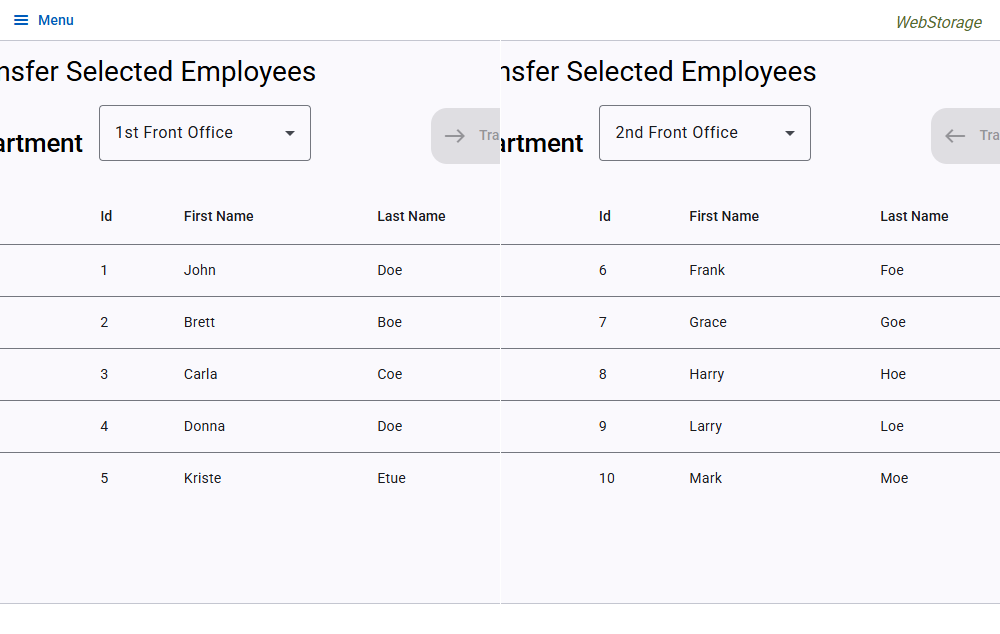 Menu
WebStorage
nsfer Selected Employees
nsfer Selected Employees
artment
1st Front Office
Tra
artment
2nd Front Office
Tra
Id First Name Last Name
1 John Doe
2 Brett Boe
3 Carla Coe
4 Donna Doe
5 Kriste Etue
Id First Name Last Name
6 Frank Foe
7 Grace Goe
8 Harry Hoe
9 Larry Loe
10 Mark Moe